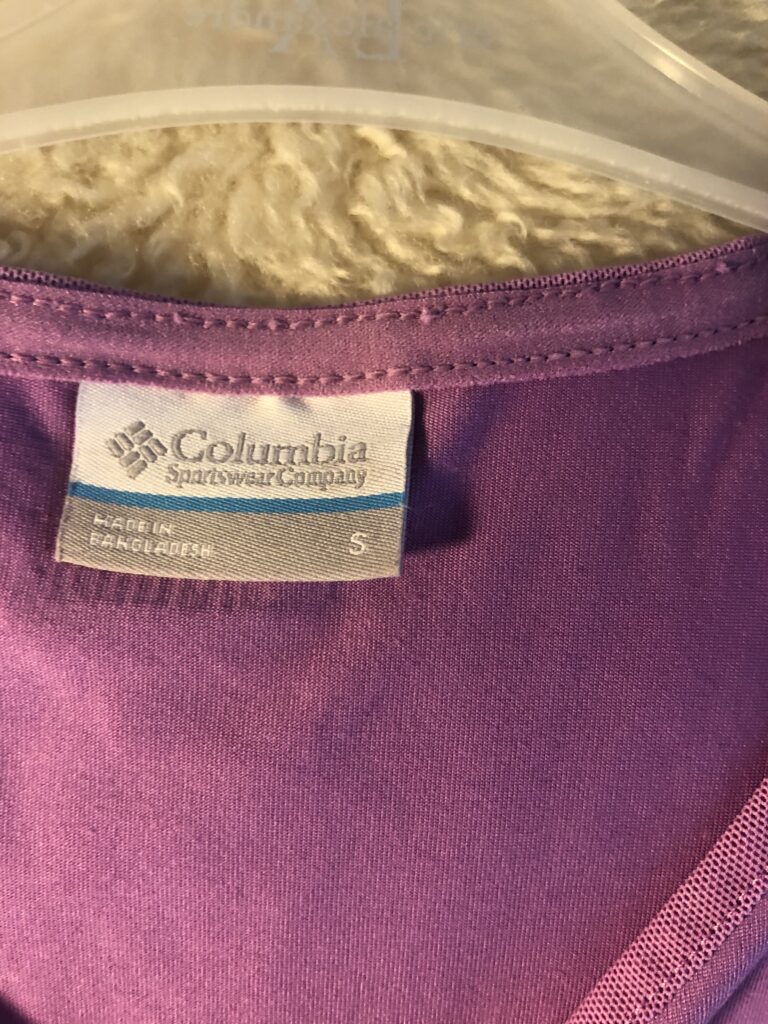 Columbia
Sportswear Company
MADE IN
BANGLADESH
S